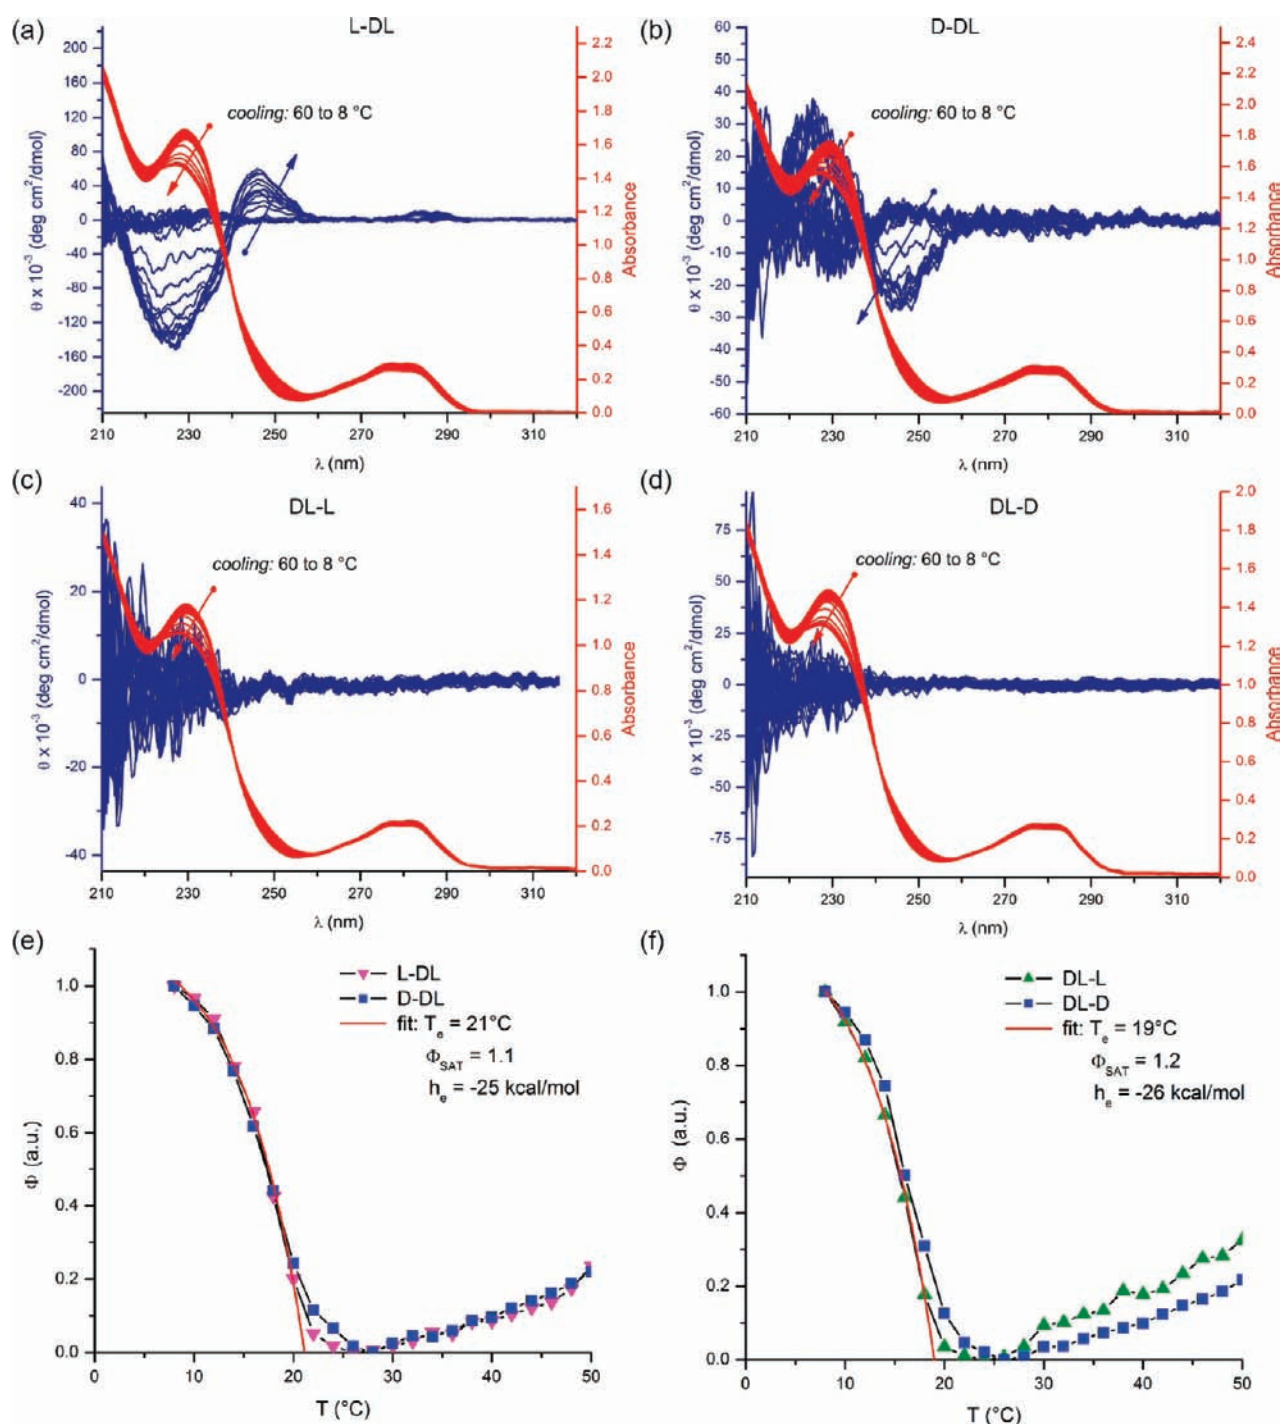 (a)
L-DL
cooling: 60 to 8 °C
θ x 10⁻³ (deg cm²/dmol)
220
180
140
100
60
20
0
-40
-80
-120
-160
-200
2.2
2.0
1.8
1.6
1.4
1.2
1.0
0.8
0.6
0.4
0.2
0.0
Absorbance
210 230 250 270 290 310
λ (nm)
(b)
D-DL
cooling: 60 to 8 °C
θ x 10⁻³ (deg cm²/dmol)
60
50
40
30
20
10
0
-10
-20
-30
-40
-50
-60
2.4
2.2
2.0
1.8
1.6
1.4
1.2
1.0
0.8
0.6
0.4
0.2
0.0
Absorbance
210 230 250 270 290 310
λ (nm)
(c)
DL-L
cooling: 60 to 8 °C
θ x 10⁻³ (deg cm²/dmol)
40
20
0
-20
-40
1.6
1.4
1.2
1.0
0.8
0.6
0.4
0.2
0.0
Absorbance
210 230 250 270 290 310
λ (nm)
(d)
DL-D
cooling: 60 to 8 °C
θ x 10⁻³ (deg cm²/dmol)
75
50
25
0
-25
-50
-75
2.0
1.8
1.6
1.4
1.2
1.0
0.8
0.6
0.4
0.2
0.0
Absorbance
210 230 250 270 290 310
λ (nm)
(e)
L-DL
D-DL
fit: Tₑ = 21°C
Φ_SAT = 1.1
hₑ = -25 kcal/mol
Φ (a.u.)
1.0
0.8
0.6
0.4
0.2
0.0
0 10 20 30 40 50
T (°C)
(f)
DL-L
DL-D
fit: Tₑ = 19°C
Φ_SAT = 1.2
hₑ = -26 kcal/mol
Φ (a.u.)
1.0
0.8
0.6
0.4
0.2
0.0
0 10 20 30 40 50
T (°C)